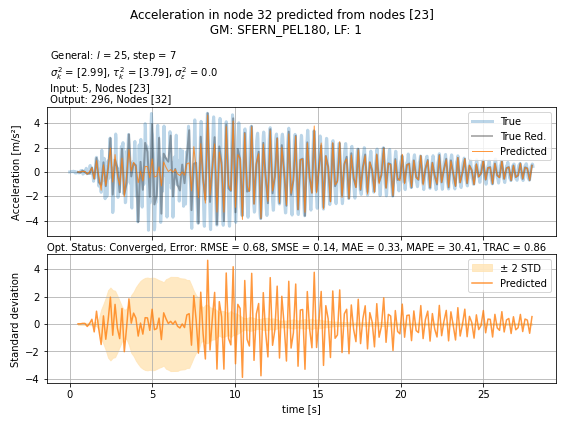 Acceleration in node 32 predicted from nodes [23]
GM: SFERN_PEL180, LF: 1
General: l = 25, step = 7
σ²ₖ = [2.99], τ²ₖ = [3.79], σ²ε = 0.0
Input: 5, Nodes [23]
Output: 296, Nodes [32]
Acceleration [m/s²]
4
2
0
−2
−4
True
True Red.
Predicted
Opt. Status: Converged, Error: RMSE = 0.68, SMSE = 0.14, MAE = 0.33, MAPE = 30.41, TRAC = 0.86
Standard deviation
4
2
0
−2
−4
± 2 STD
Predicted
0 5 10 15 20 25
time [s]